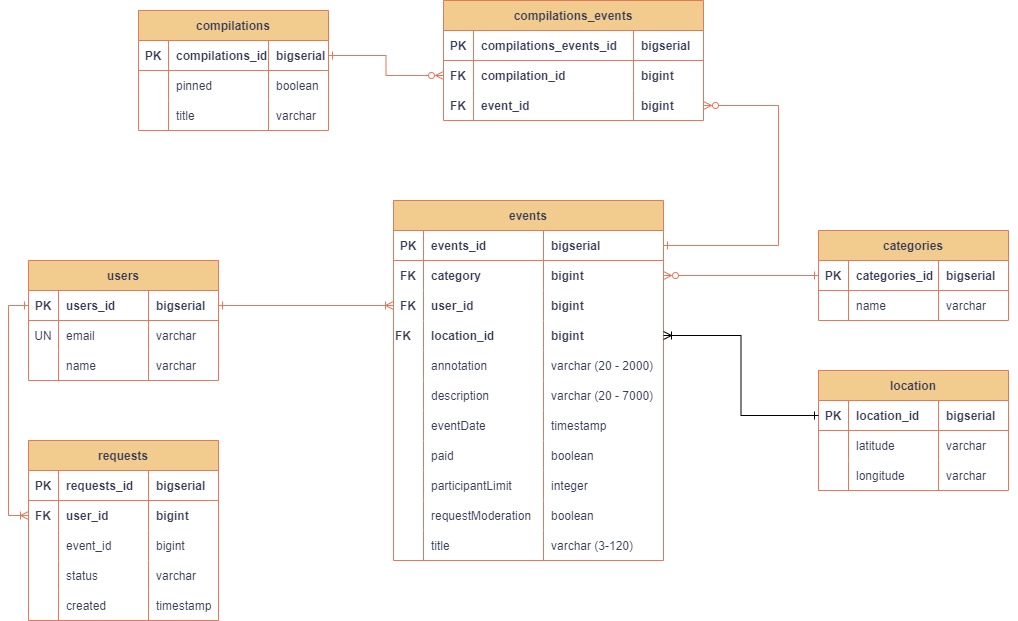 compilations
PK compilations_id bigserial
pinned boolean
title varchar
compilations_events
PK compilations_events_id bigserial
FK compilation_id bigint
FK event_id bigint
events
PK events_id bigserial
FK category bigint
FK user_id bigint
FK location_id bigint
annotation varchar (20 - 2000)
description varchar (20 - 7000)
eventDate timestamp
paid boolean
participantLimit integer
requestModeration boolean
title varchar (3-120)
categories
PK categories_id bigserial
name varchar
users
PK users_id bigserial
UN email varchar
name varchar
location
PK location_id bigserial
latitude varchar
longitude varchar
requests
PK requests_id bigserial
FK user_id bigint
event_id bigint
status varchar
created timestamp